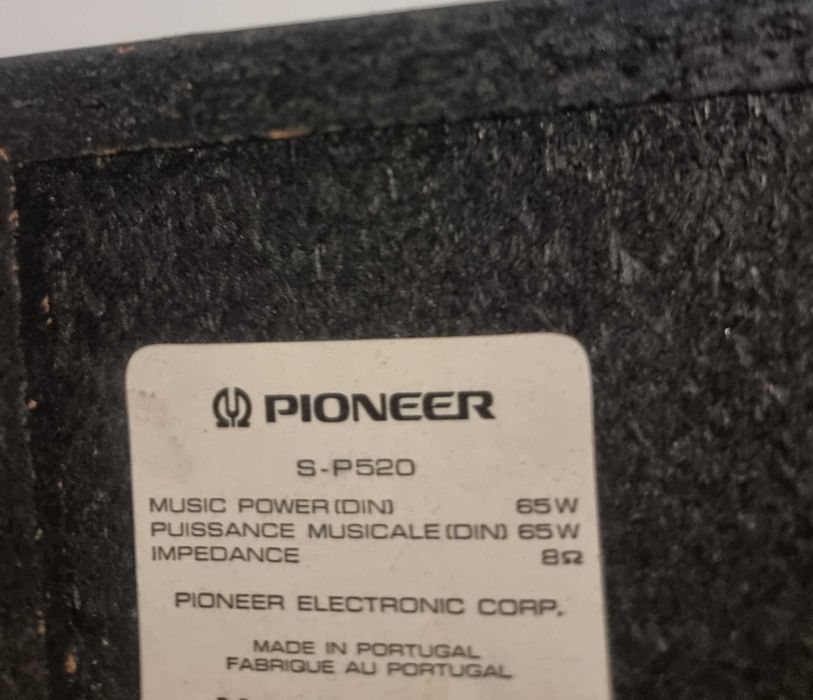 PIONEER
S-P520
MUSIC POWER (DIN) 65W
PUISSANCE MUSICALE (DIN) 65W
IMPEDANCE 8Ω
PIONEER ELECTRONIC CORP.
MADE IN PORTUGAL
FABRIQUE AU PORTUGAL